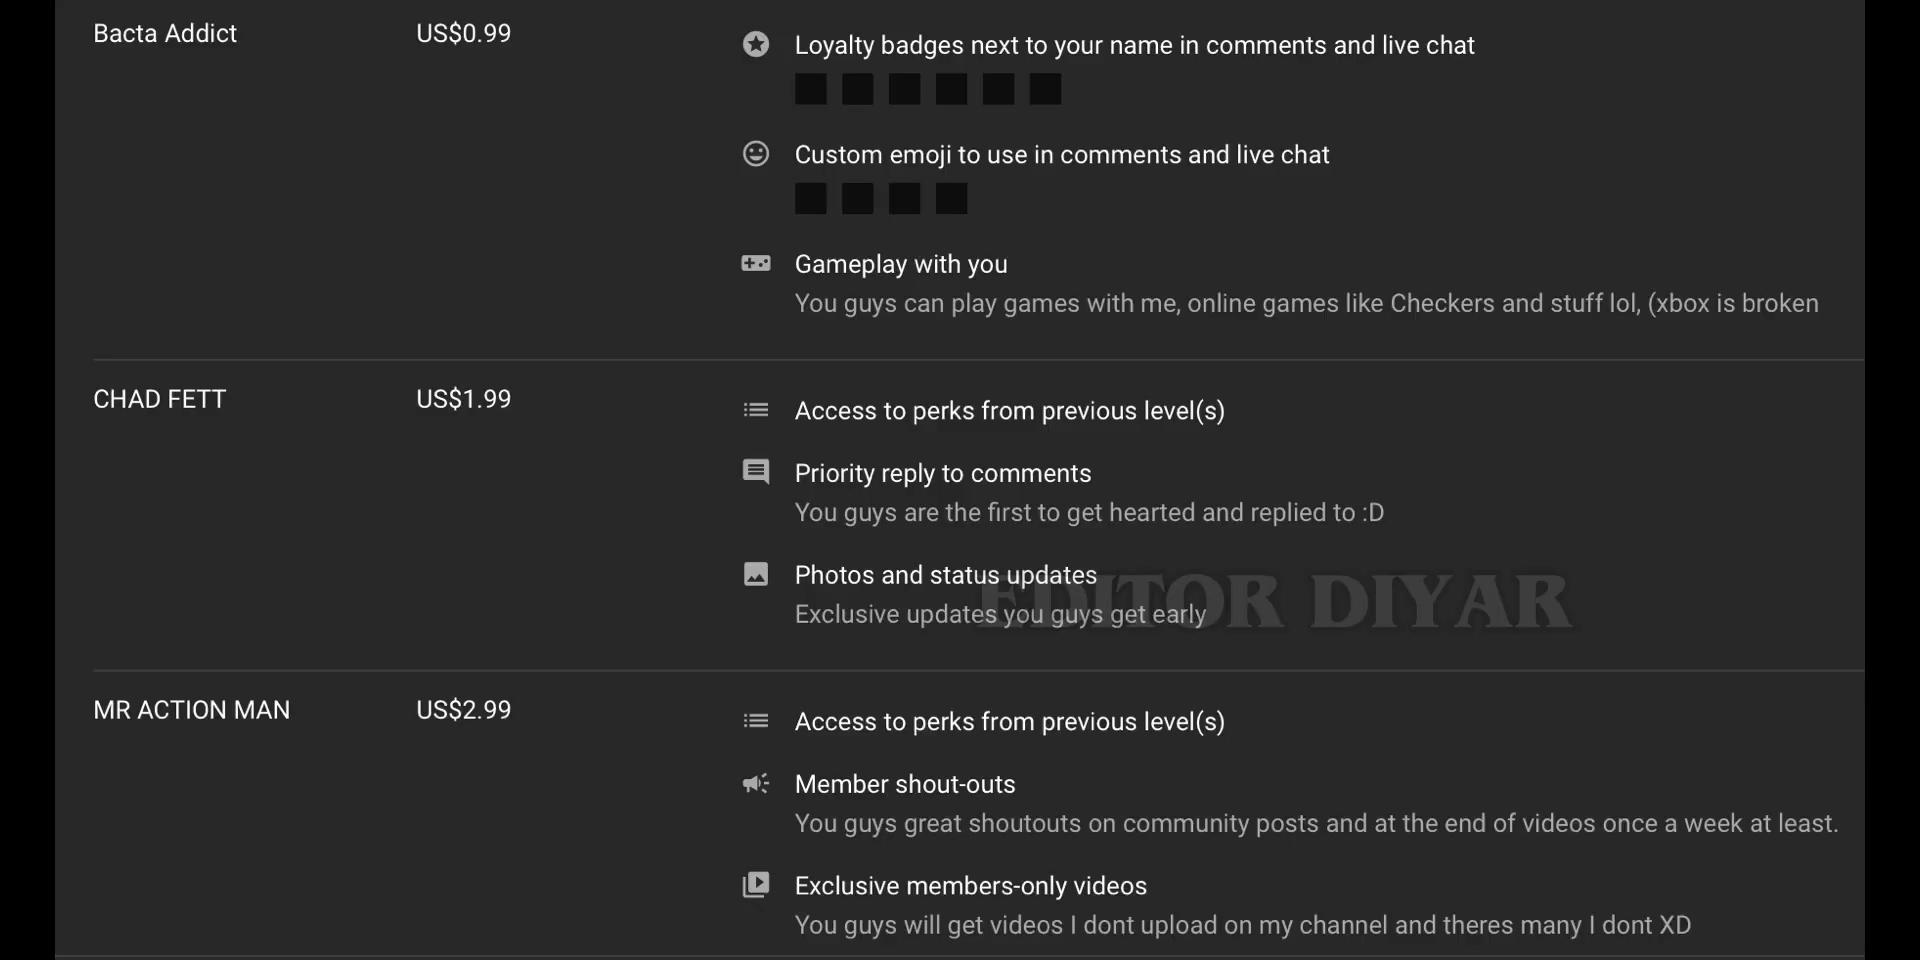 Bacta Addict
US$0.99
Loyalty badges next to your name in comments and live chat
Custom emoji to use in comments and live chat
Gameplay with you
You guys can play games with me, online games like Checkers and stuff lol, (xbox is broken
CHAD FETT
US$1.99
Access to perks from previous level(s)
Priority reply to comments
You guys are the first to get hearted and replied to :D
Photos and status updates
Exclusive updates you guys get early
EDITOR DIYAR
MR ACTION MAN
US$2.99
Access to perks from previous level(s)
Member shout-outs
You guys great shoutouts on community posts and at the end of videos once a week at least.
Exclusive members-only videos
You guys will get videos I dont upload on my channel and theres many I dont XD